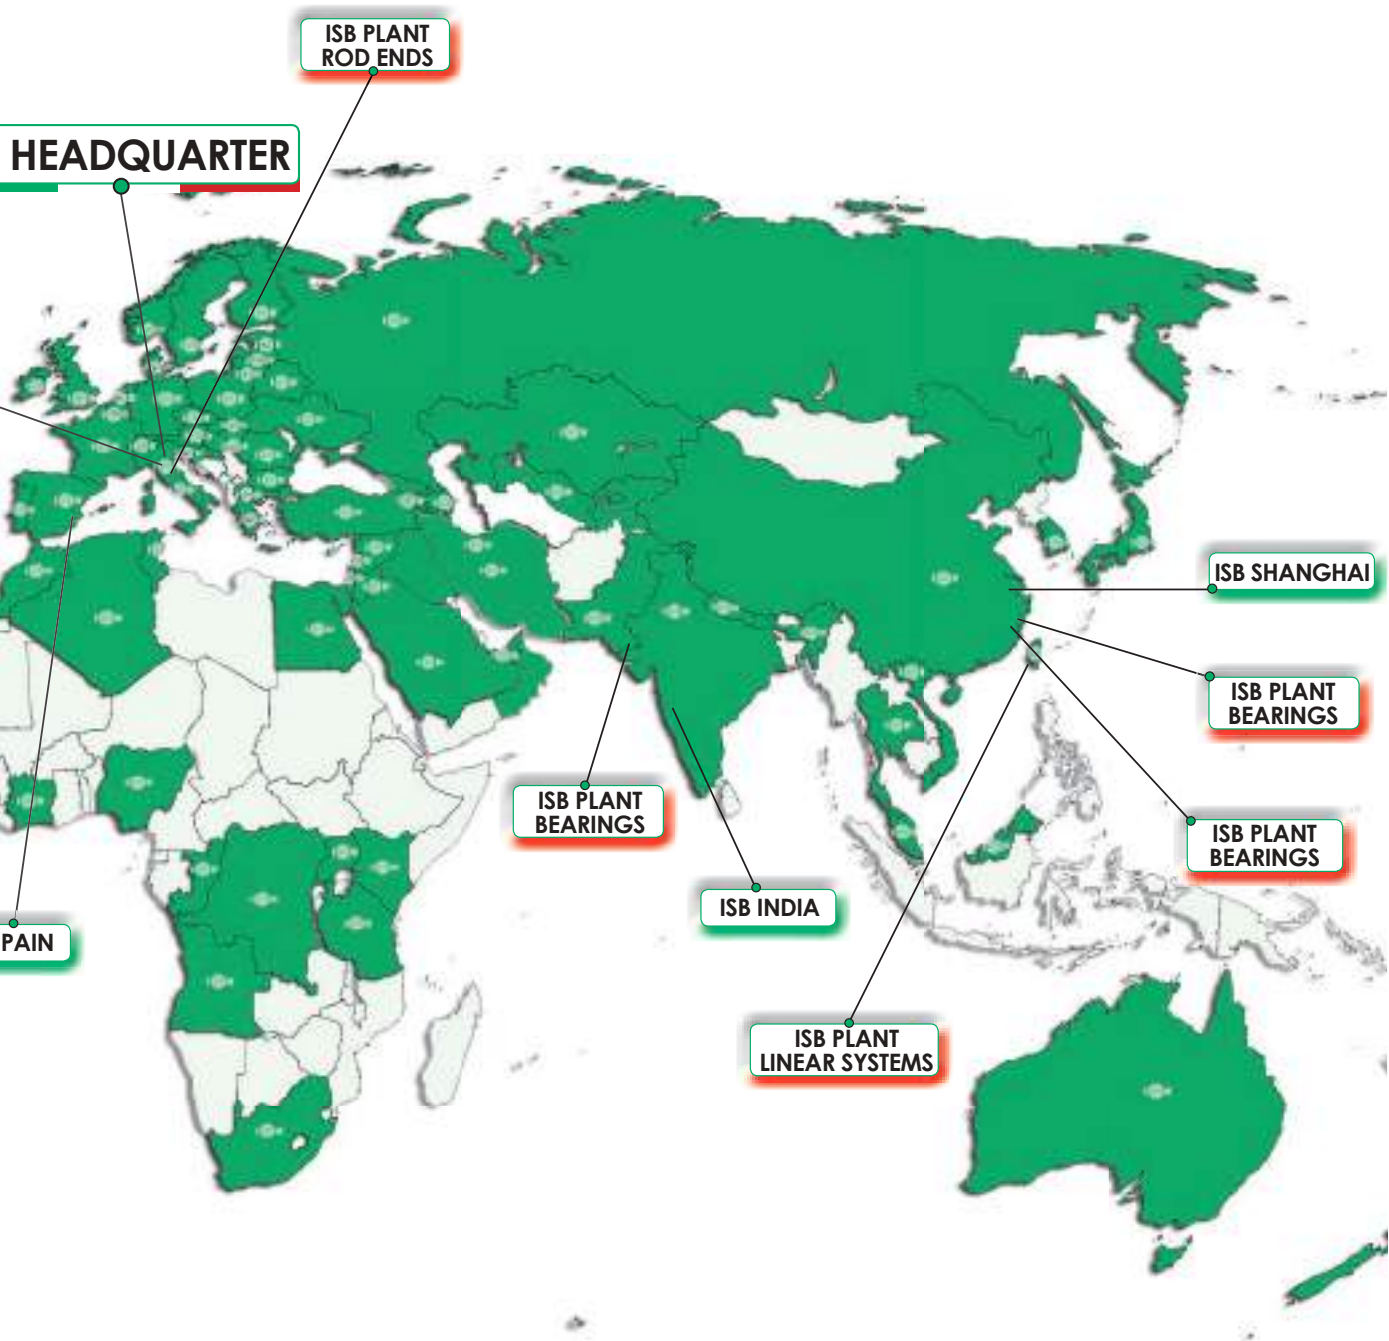 ISB PLANT
ROD ENDS
HEADQUARTER
ISB SHANGHAI
ISB PLANT
BEARINGS
ISB PLANT
BEARINGS
ISB PLANT
BEARINGS
ISB INDIA
PAIN
ISB PLANT
LINEAR SYSTEMS